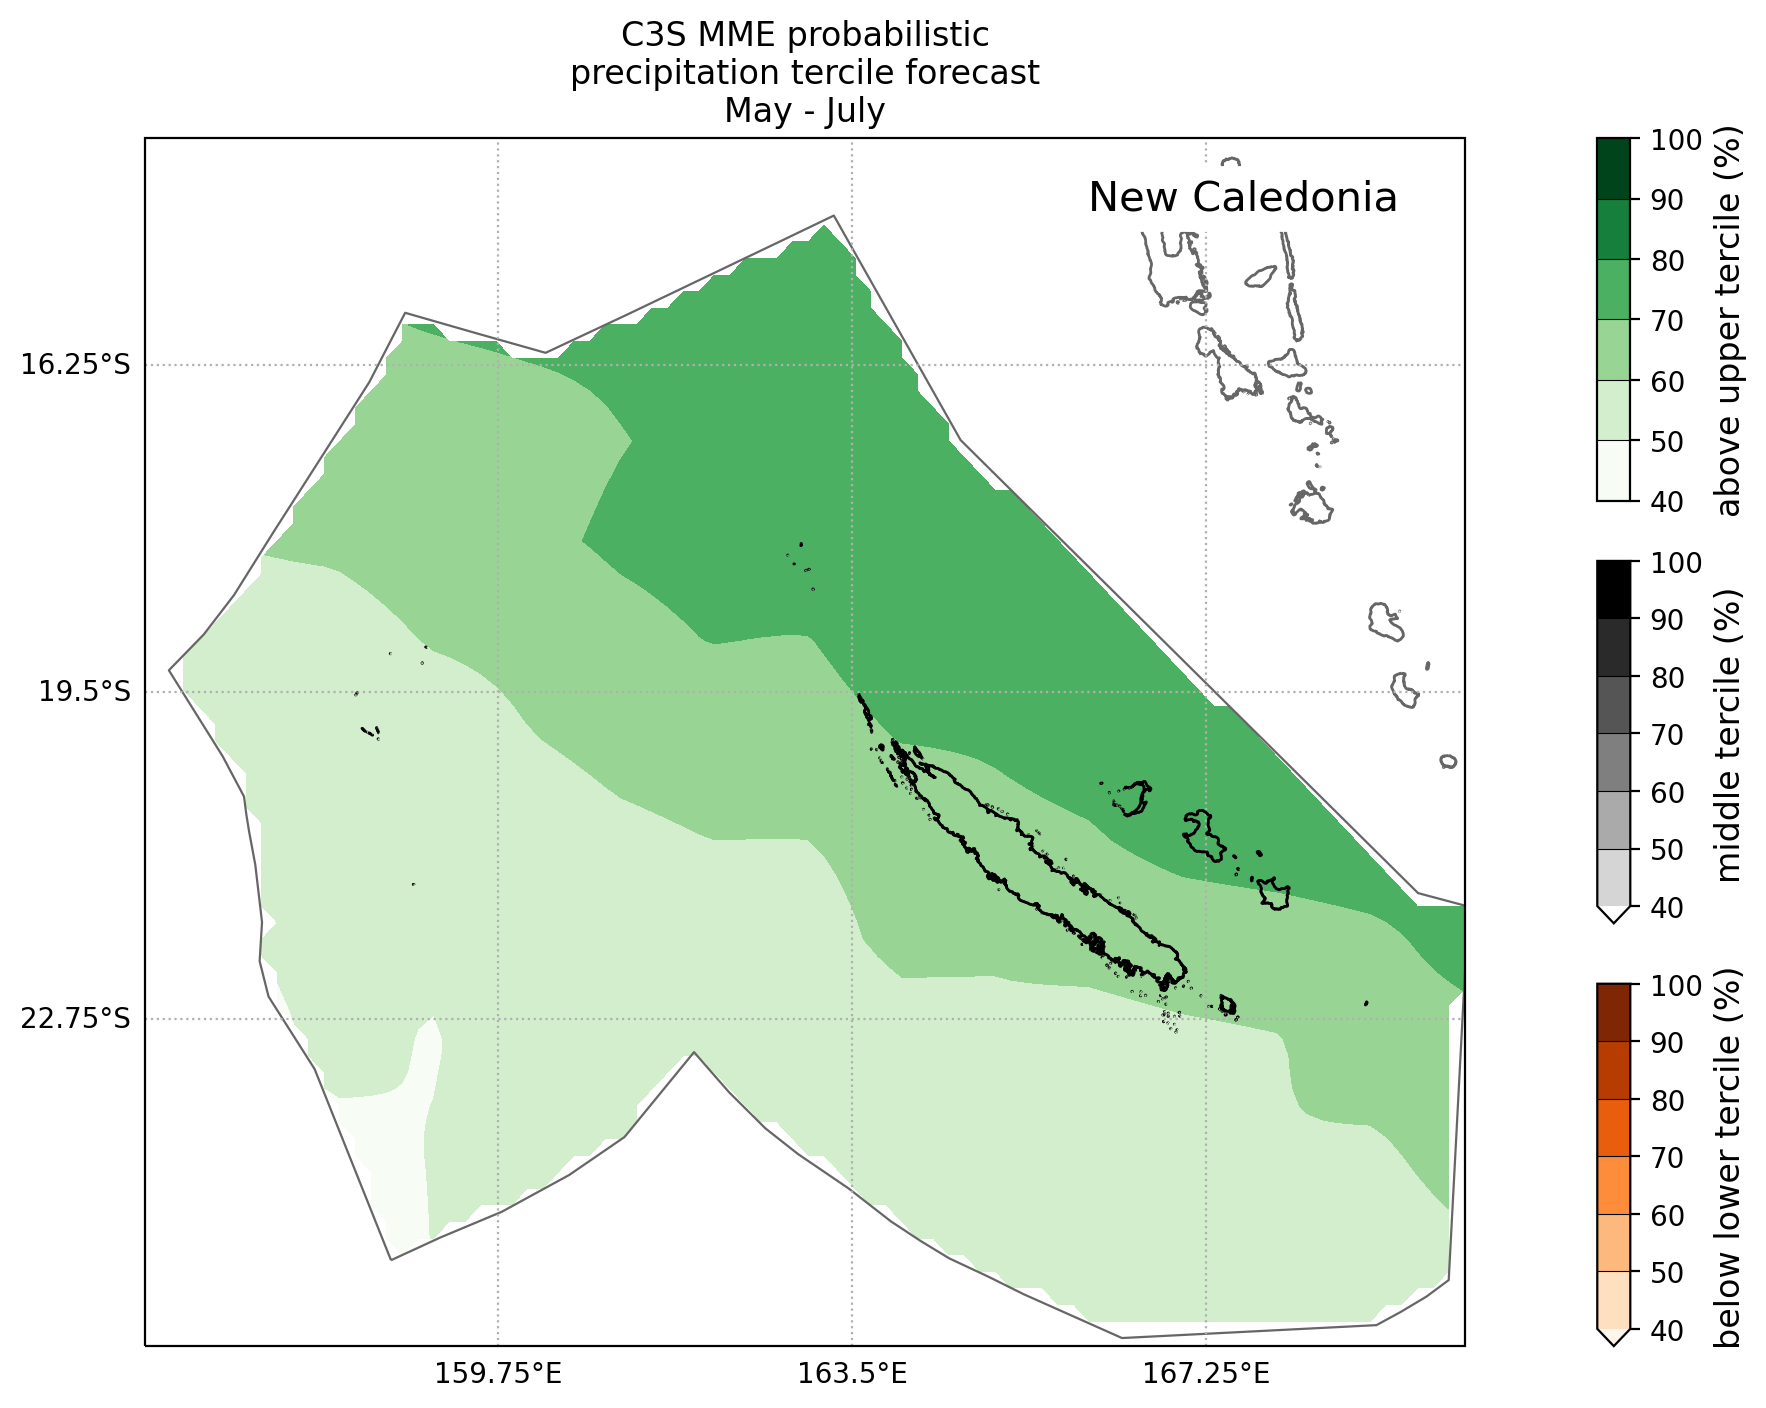 C3S MME probabilistic
precipitation tercile forecast
May - July
New Caledonia
16.25°S
19.5°S
22.75°S
159.75°E
163.5°E
167.25°E
100
90
80
70
60
50
40
above upper tercile (%)
100
90
80
70
60
50
40
middle tercile (%)
100
90
80
70
60
50
40
below lower tercile (%)